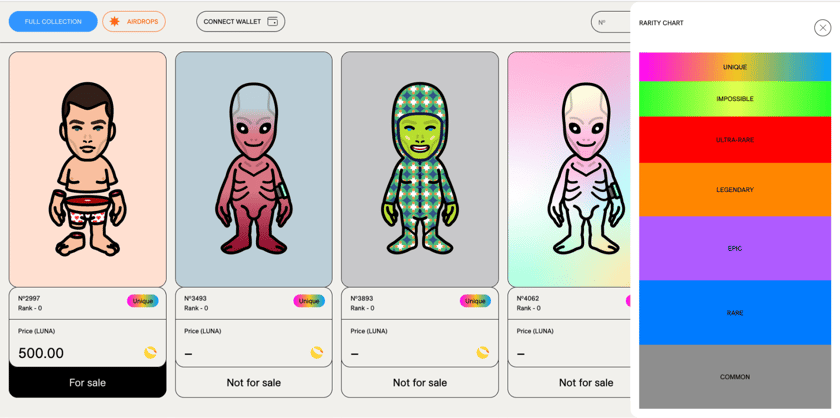 FULL COLLECTION
AIRDROPS
CONNECT WALLET
Nº
RARITY CHART
UNIQUE
IMPOSSIBLE
ULTRA-RARE
LEGENDARY
EPIC
RARE
COMMON
Nº2997
Rank - 0
Unique
Price (LUNA)
500.00
For sale
Nº3493
Rank - 0
Unique
Price (LUNA)
–
Not for sale
Nº3893
Rank - 0
Unique
Price (LUNA)
–
Not for sale
Nº4062
Rank - 0
Price (LUNA)
–
Not for sale